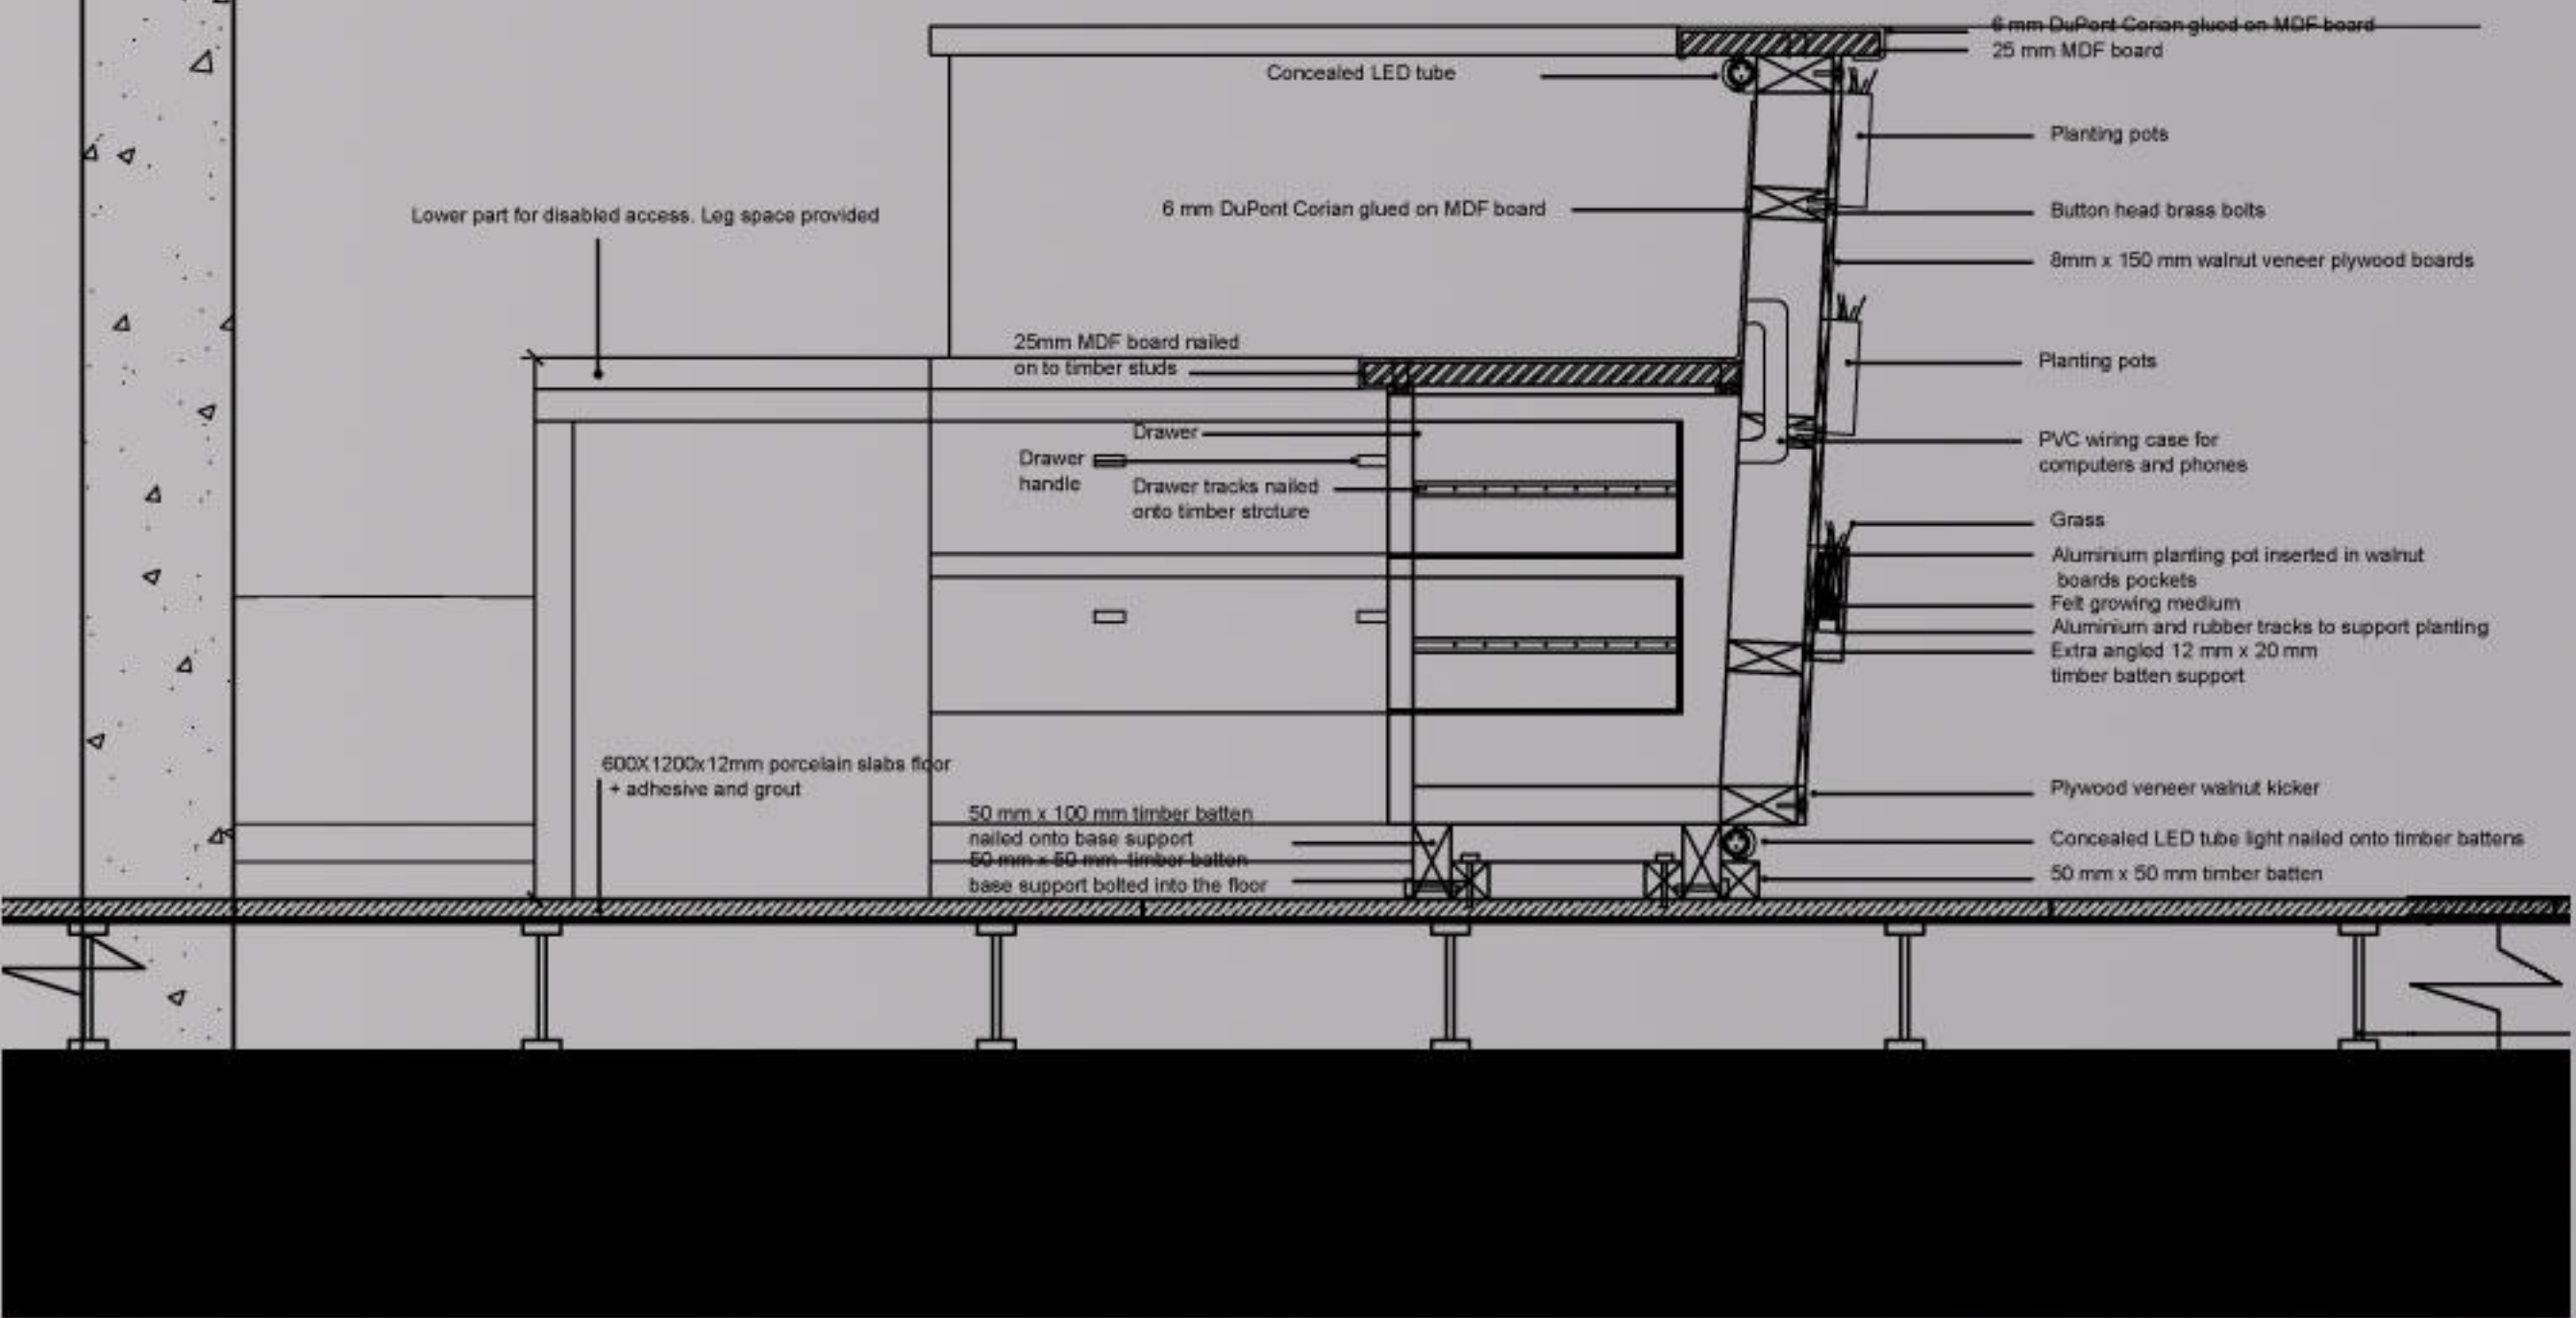 6 mm DuPont Corian glued on MDF board
25 mm MDF board
Concealed LED tube
Planting pots
Lower part for disabled access. Leg space provided
6 mm DuPont Corian glued on MDF board
Button head brass bolts
8mm x 150 mm walnut veneer plywood boards
25mm MDF board nailed
on to timber studs
Planting pots
Drawer
Drawer
handle
Drawer tracks nailed
onto timber strcture
PVC wiring case for
computers and phones
Grass
Aluminium planting pot inserted in walnut
boards pockets
Felt growing medium
Aluminium and rubber tracks to support planting
Extra angled 12 mm x 20 mm
timber batten support
600X1200x12mm porcelain slabs floor
+ adhesive and grout
Plywood veneer walnut kicker
50 mm x 100 mm timber batten
nailed onto base support
50 mm x 50 mm timber batten
base support bolted into the floor
Concealed LED tube light nailed onto timber battens
50 mm x 50 mm timber batten